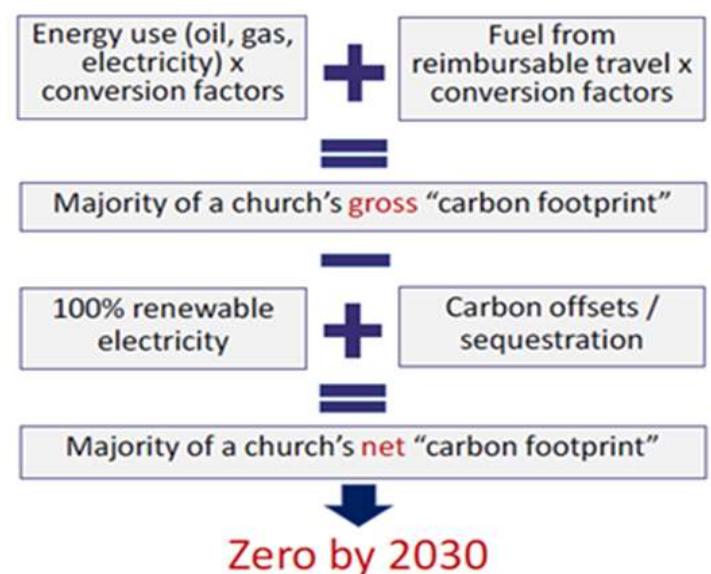 Energy use (oil, gas, electricity) x conversion factors + Fuel from reimbursable travel x conversion factors
=
Majority of a church's gross “carbon footprint”
−
100% renewable electricity + Carbon offsets / sequestration
=
Majority of a church's net “carbon footprint”
Zero by 2030